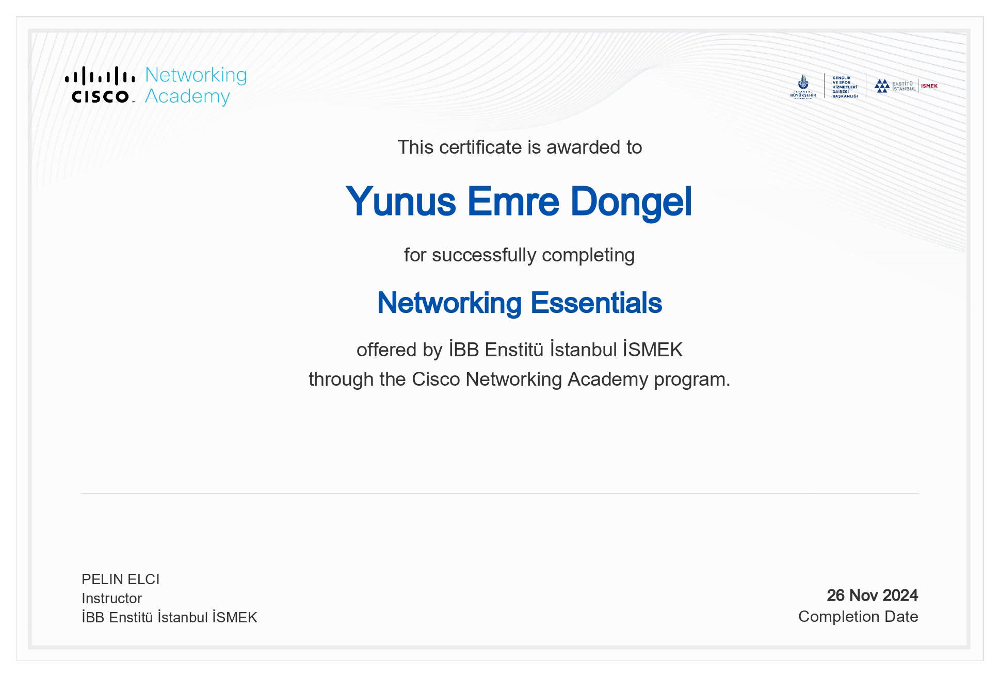 Networking
Academy
CISCO
İSTANBUL
BÜYÜKŞEHİR
BELEDİYESİ
GENÇLİK
VE SPOR
HİZMETLERİ
DAİRESİ
BAŞKANLIĞI
ENSTİTÜ
İSTANBUL
İSMEK
This certificate is awarded to
Yunus Emre Dongel
for successfully completing
Networking Essentials
offered by İBB Enstitü İstanbul İSMEK
through the Cisco Networking Academy program.
PELIN ELCI
Instructor
İBB Enstitü İstanbul İSMEK
26 Nov 2024
Completion Date